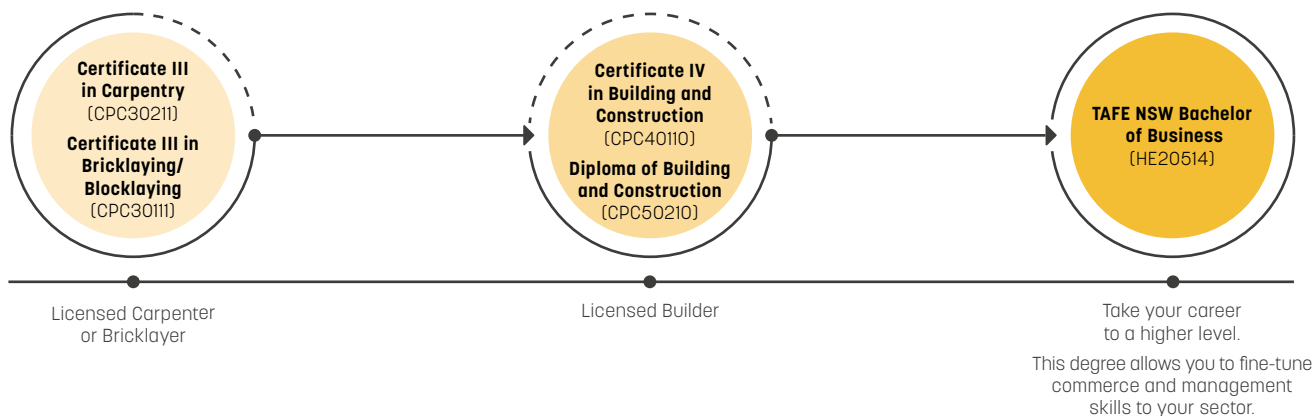 Certificate III
in Carpentry
(CPC30211)
Certificate III in
Bricklaying/
Blocklaying
(CPC30111)
Certificate IV
in Building and
Construction
(CPC40110)
Diploma of Building
and Construction
(CPC50210)
TAFE NSW Bachelor
of Business
(HE20514)
Licensed Carpenter
or Bricklayer
Licensed Builder
Take your career
to a higher level.
This degree allows you to fine-tune
commerce and management
skills to your sector.